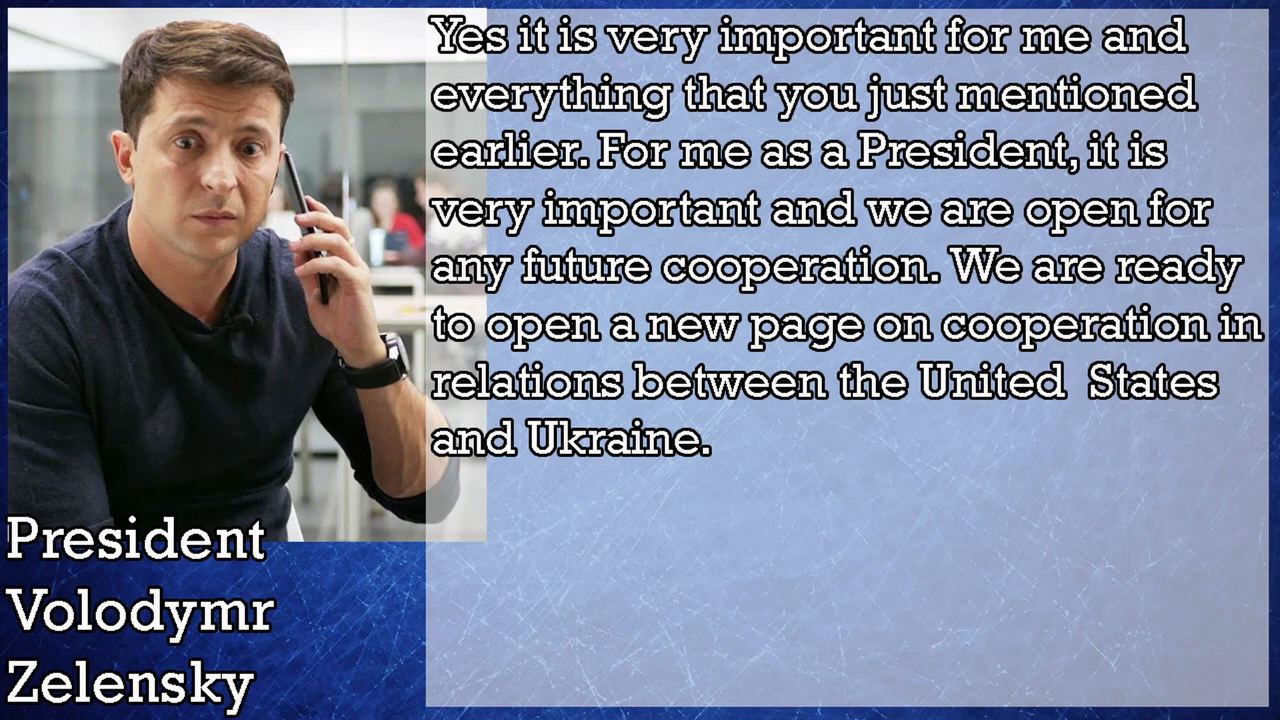 Yes it is very important for me and
everything that you just mentioned
earlier. For me as a President, it is
very important and we are open for
any future cooperation. We are ready
to open a new page on cooperation in
relations between the United  States
and Ukraine.
President
Volodymr
Zelensky